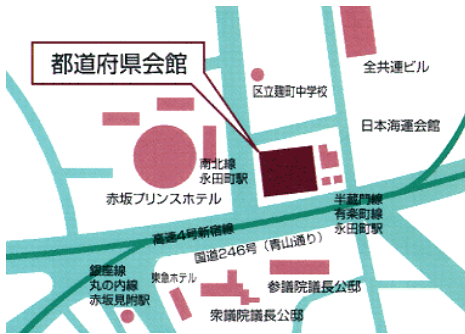 都道府県会館
全共連ビル
区立麹町中学校
日本海運会館
南北線
永田町駅
赤坂プリンスホテル
半蔵門線
有楽町線
永田町駅
高速4号新宿線
国道246号（青山通り）
銀座線
丸の内線
赤坂見附駅
東急ホテル
参議院議長公邸
衆議院議長公邸